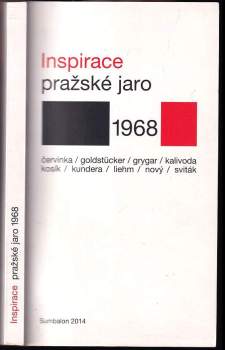 Inspirace
pražské jaro
1968
červinka / goldstücker / grygar / kalivoda
kosík / kundera / liehm / nový / sviták
Sumbalon 2014
Inspirace pražské jaro 1968